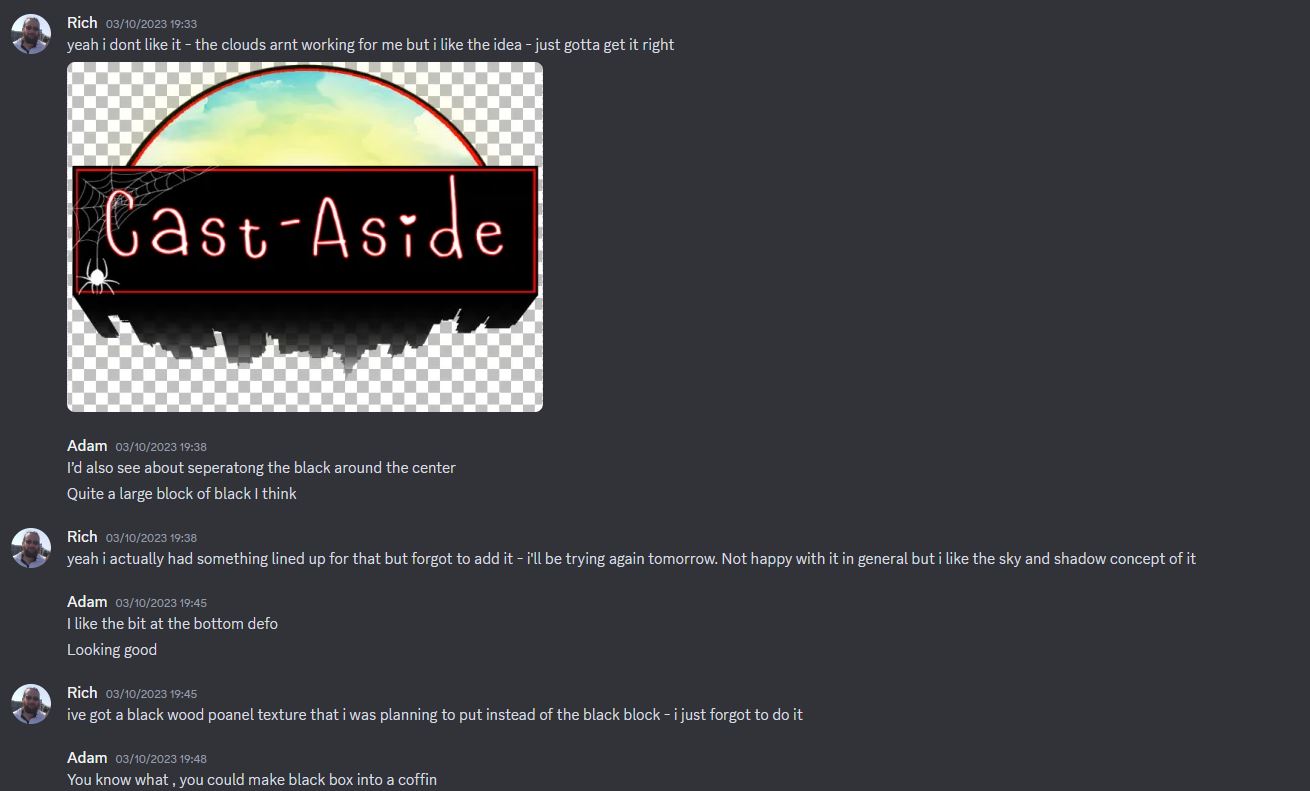 Rich 03/10/2023 19:33
yeah i dont like it - the clouds arnt working for me but i like the idea - just gotta get it right
Cast-Aside
Adam 03/10/2023 19:38
I'd also see about seperatong the black around the center
Quite a large block of black I think
Rich 03/10/2023 19:38
yeah i actually had something lined up for that but forgot to add it - i'll be trying again tomorrow. Not happy with it in general but i like the sky and shadow concept of it
Adam 03/10/2023 19:45
I like the bit at the bottom defo
Looking good
Rich 03/10/2023 19:45
ive got a black wood poanel texture that i was planning to put instead of the black block - i just forgot to do it
Adam 03/10/2023 19:48
You know what , you could make black box into a coffin